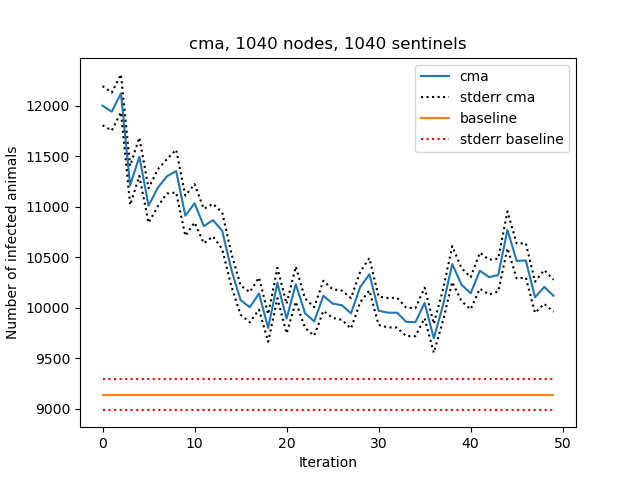 cma, 1040 nodes, 1040 sentinels
Number of infected animals
12000
11500
11000
10500
10000
9500
9000
cma
stderr cma
baseline
stderr baseline
0
10
20
30
40
50
Iteration